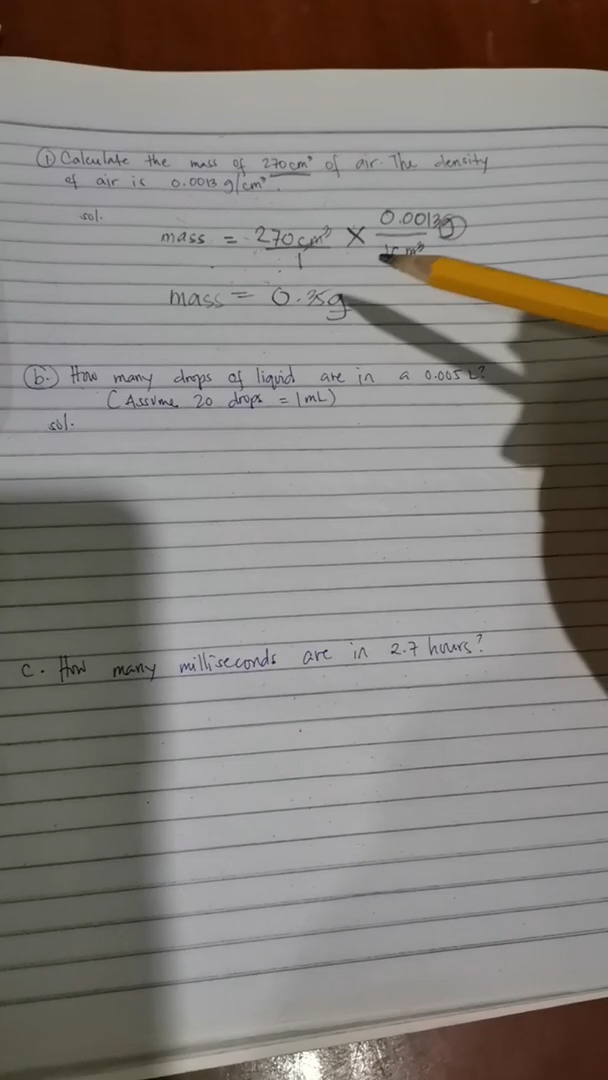 ① Calculate the mass of 270cm³ of air. The density
of air is 0.0013 g/cm³.
sol.
mass = 270cm³/1 × 0.0013g/1cm³
mass = 0.35g
(b.) How many drops of liquid are in a 0.005 L?
(Assume 20 drops = 1mL)
sol.
c. How many milliseconds are in 2.7 hours?